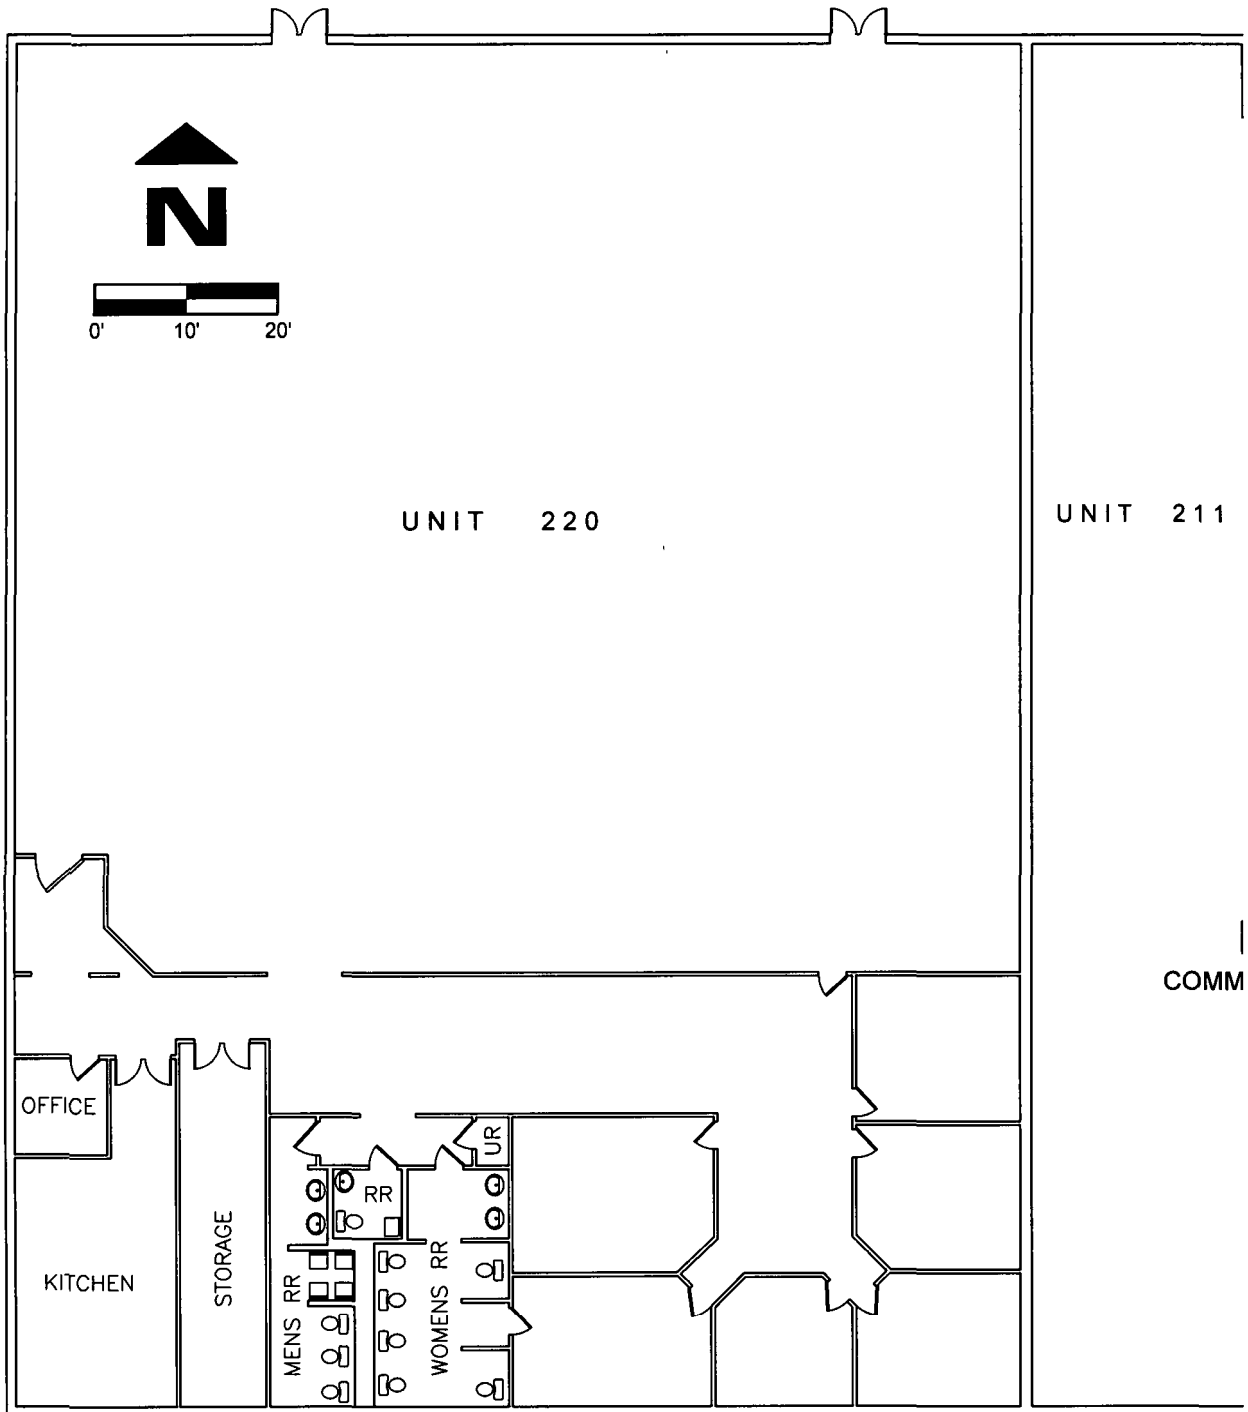 N
0' 10' 20'
UNIT 220
UNIT 211
COMM
OFFICE
UR
RR
STORAGE
KITCHEN
MENS RR
WOMENS RR